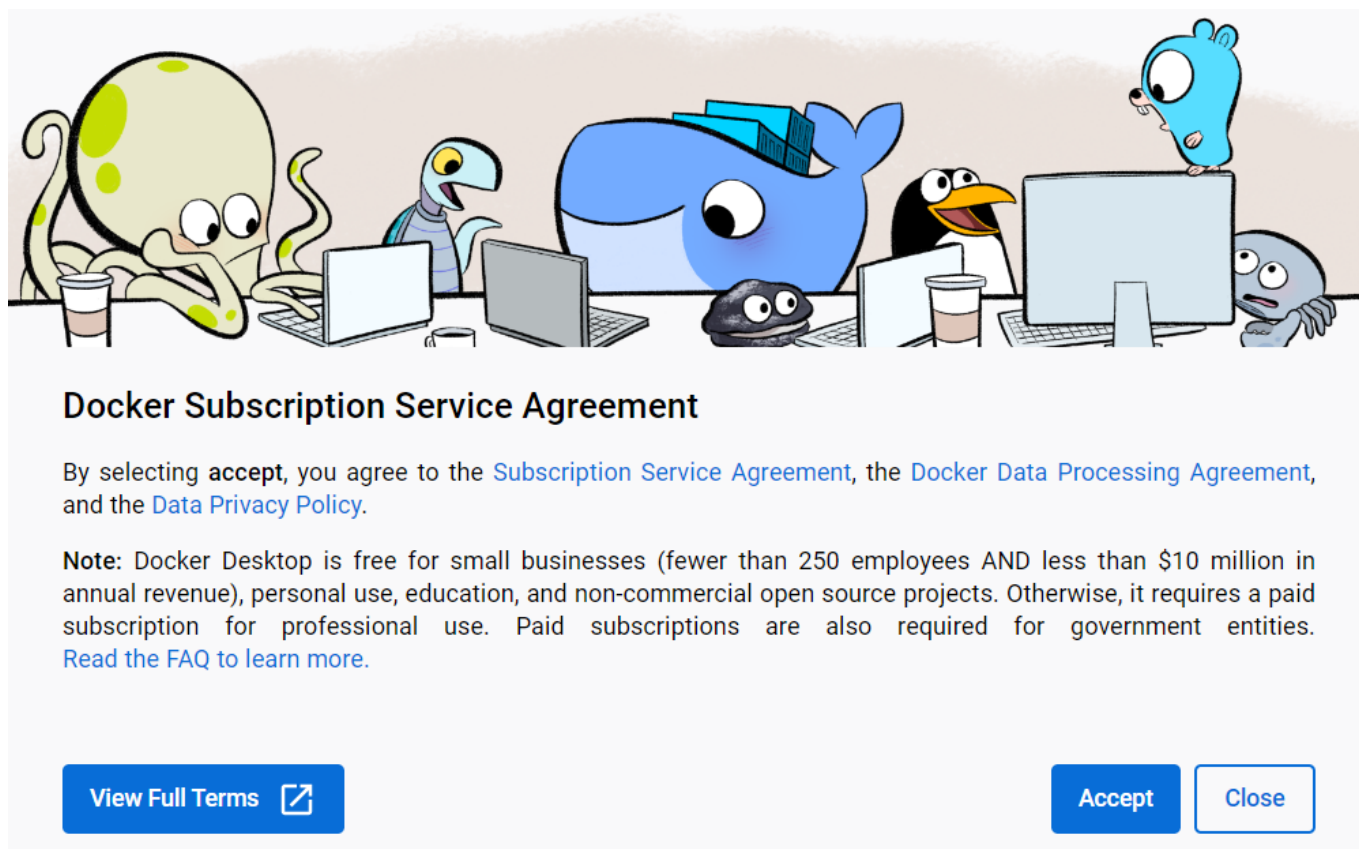 Docker Subscription Service Agreement
By selecting accept, you agree to the Subscription Service Agreement, the Docker Data Processing Agreement,
and the Data Privacy Policy.
Note: Docker Desktop is free for small businesses (fewer than 250 employees AND less than $10 million in
annual revenue), personal use, education, and non-commercial open source projects. Otherwise, it requires a paid
subscription for professional use. Paid subscriptions are also required for government entities.
Read the FAQ to learn more.
View Full Terms
Accept
Close